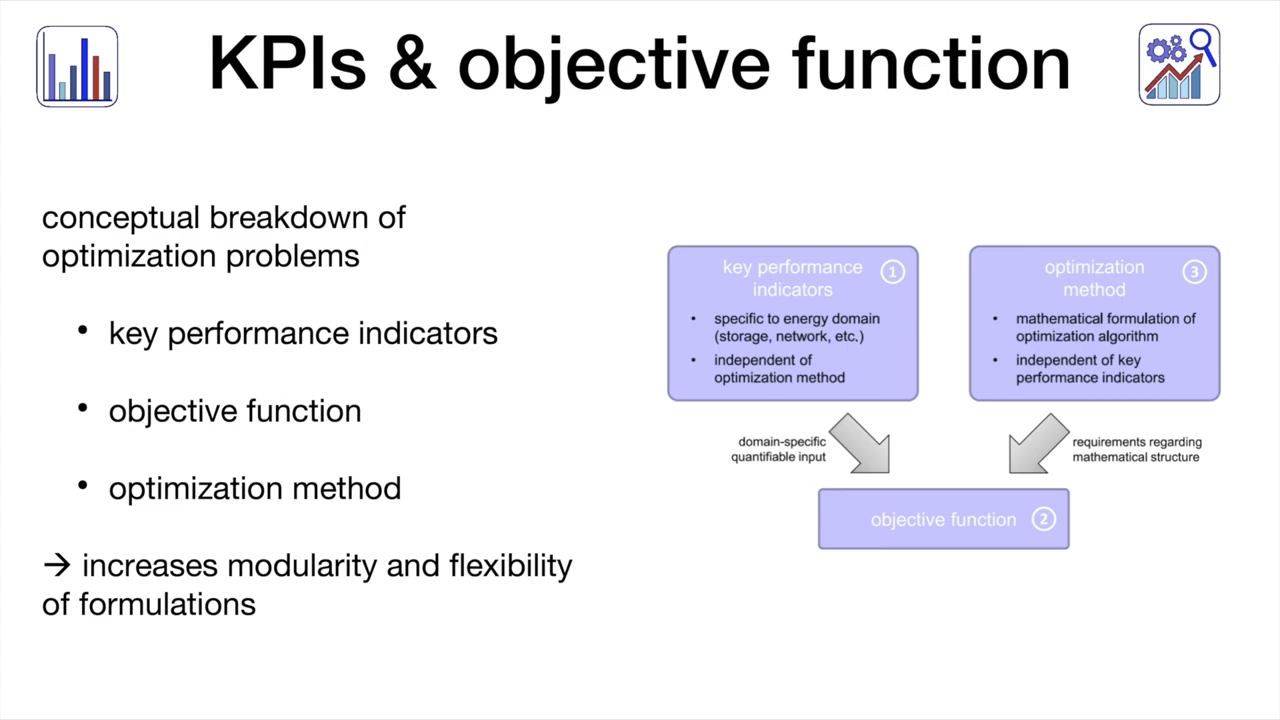 KPIs & objective function
conceptual breakdown of
optimization problems
• key performance indicators
• objective function
• optimization method
→ increases modularity and flexibility
of formulations
key performance
indicators
1
• specific to energy domain
(storage, network, etc.)
• independent of
optimization method
optimization
method
3
• mathematical formulation of
optimization algorithm
• independent of key
performance indicators
domain-specific
quantifiable input
requirements regarding
mathematical structure
objective function 2